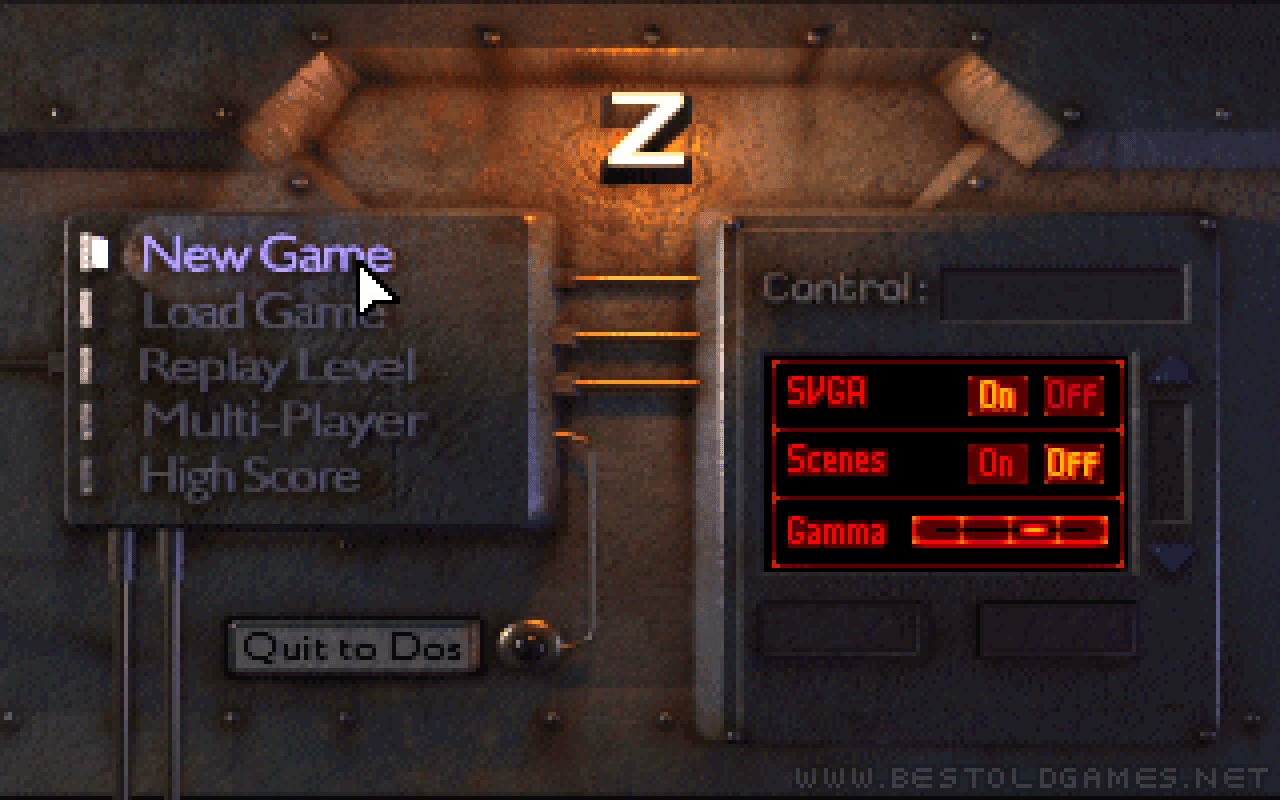 Z
New Game
Load Game
Replay Level
Multi-Player
High Score
Quit to Dos
Control:
SVGA On Off
Scenes On Off
Gamma
WWW.BESTOLDGAMES.NET